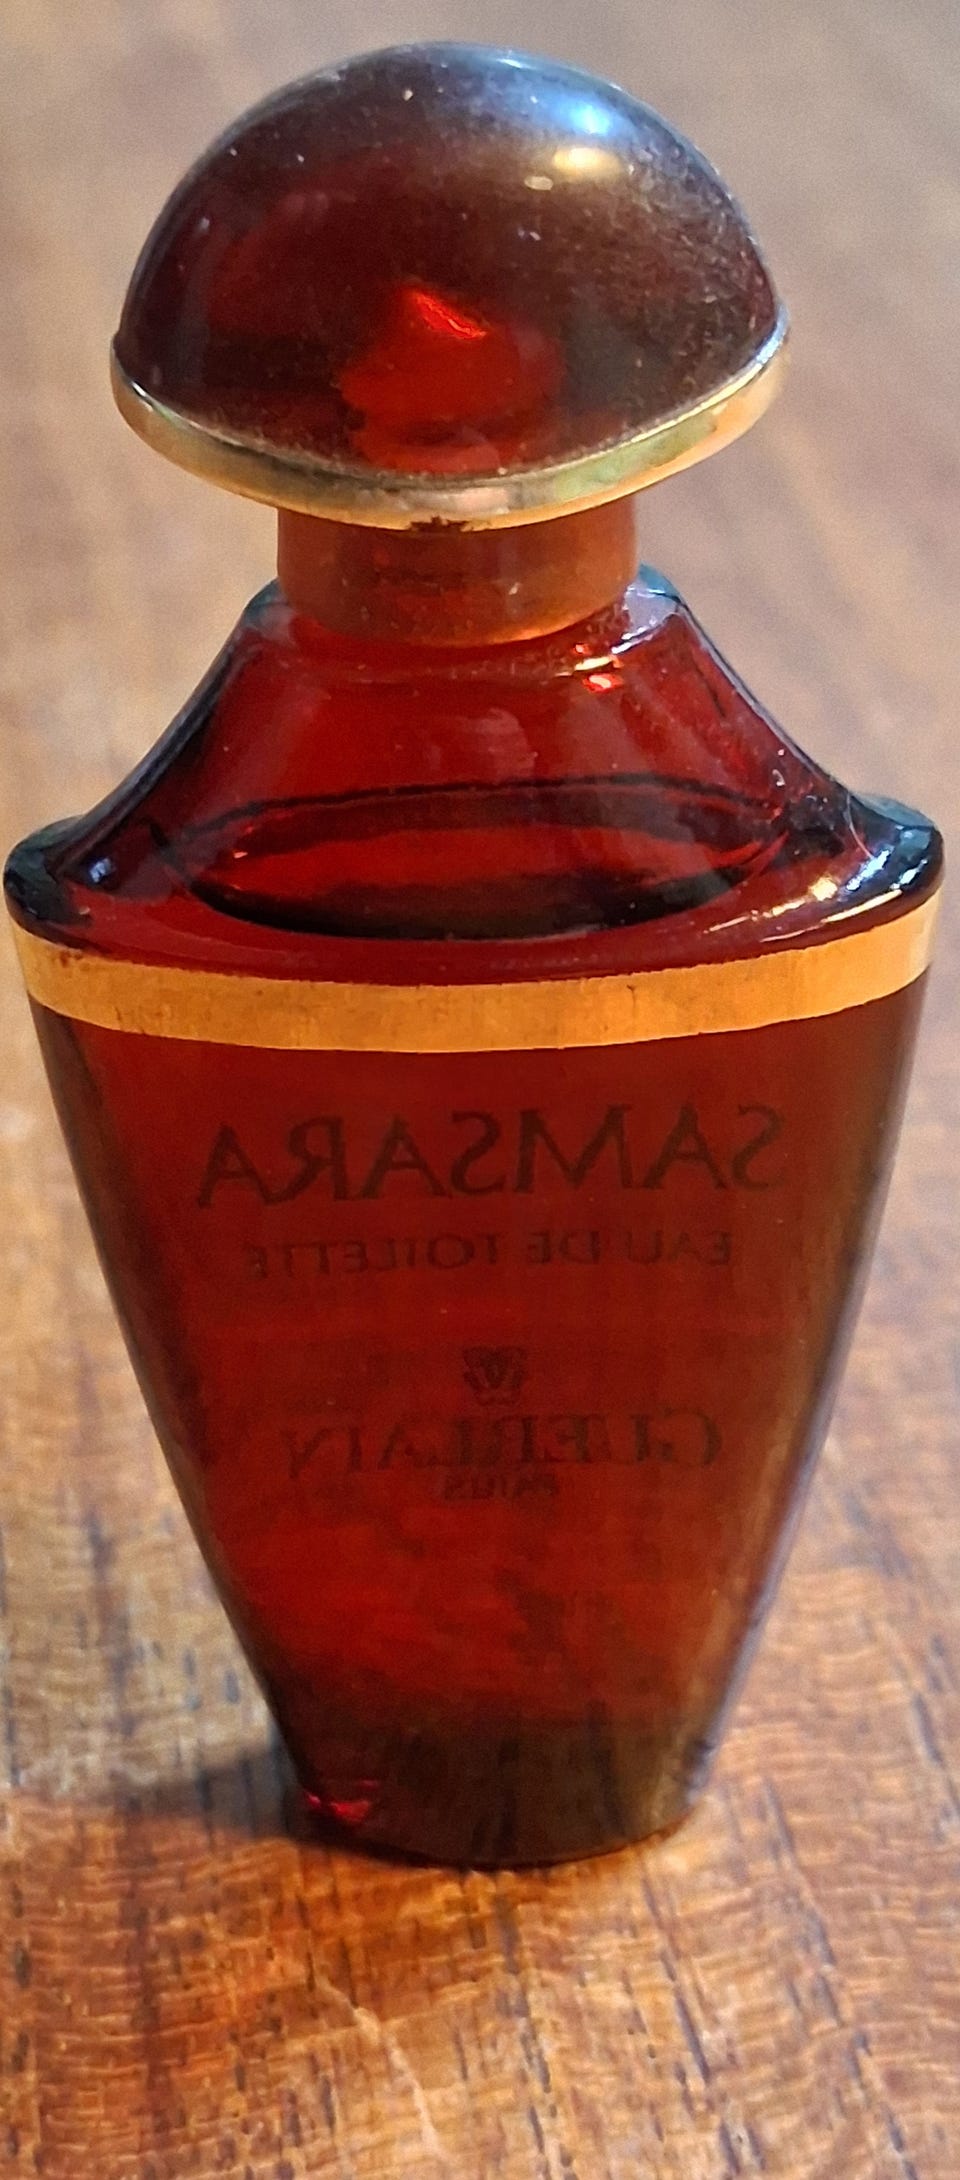 SAMSARA
EAU DE TOILETTE
GUERLAIN
PARIS